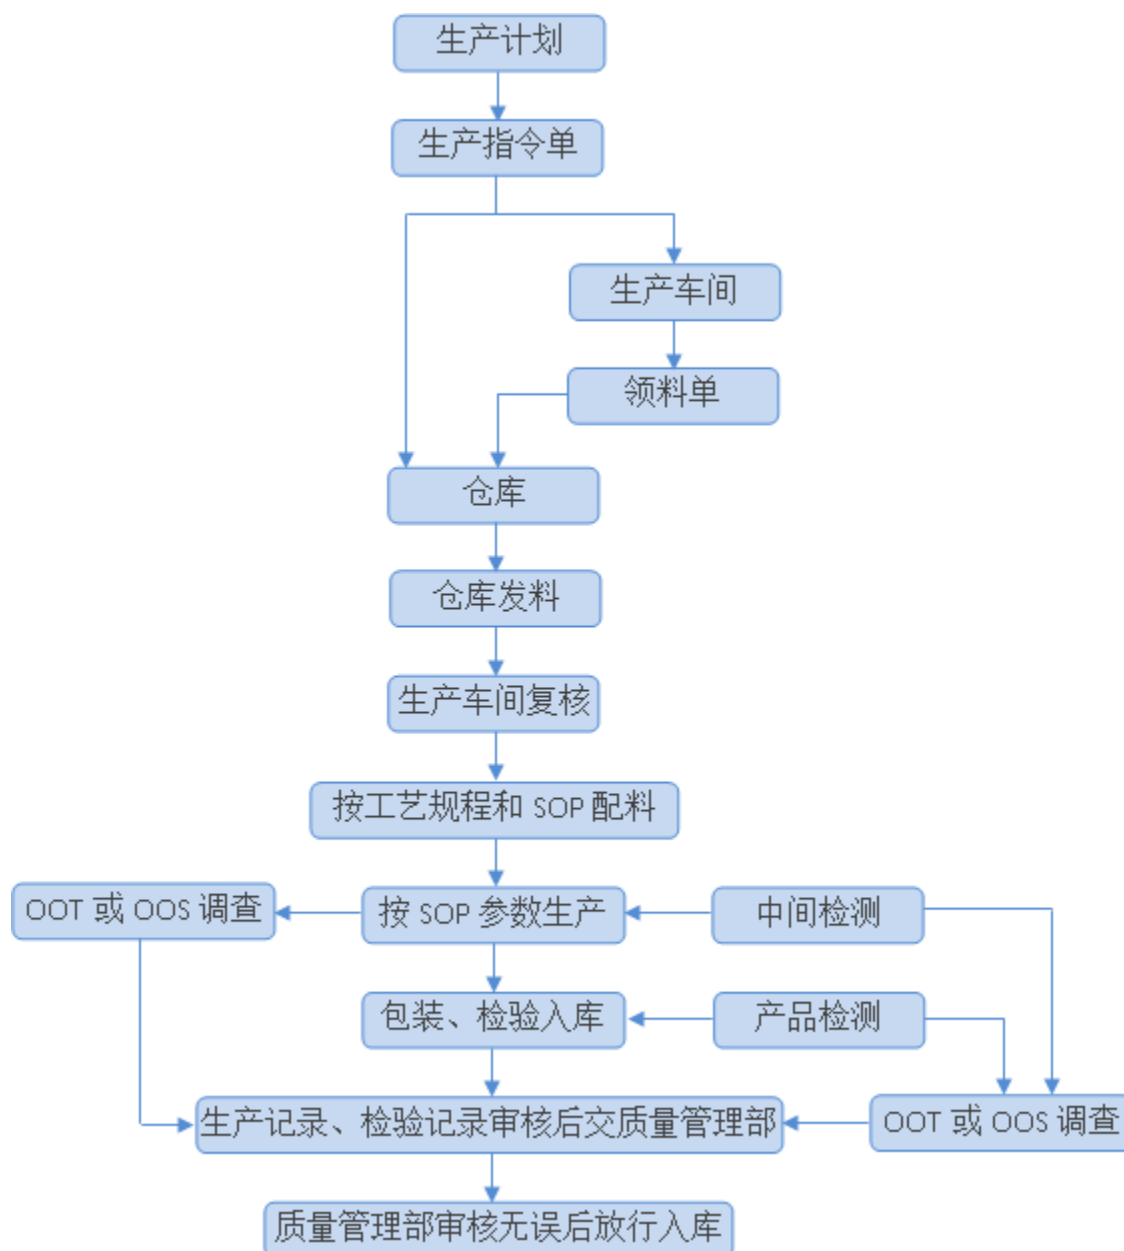 生产计划
生产指令单
生产车间
领料单
仓库
仓库发料
生产车间复核
按工艺规程和 SOP 配料
OOT 或 OOS 调查
按 SOP 参数生产
中间检测
包装、检验入库
产品检测
生产记录、检验记录审核后交质量管理部
OOT 或 OOS 调查
质量管理部审核无误后放行入库